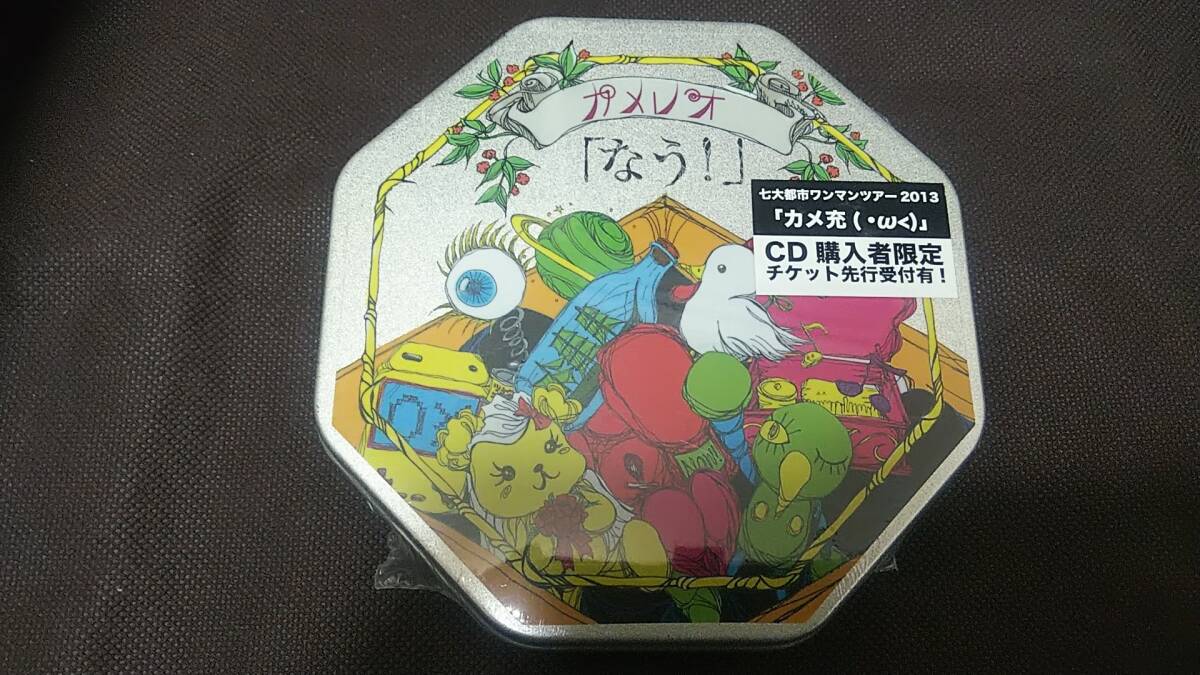 カメレオ
「なう!」
七大都市ワンマンツアー2013
『カメ充(・ω<)』
CD購入者限定
チケット先行受付有!
NOW!